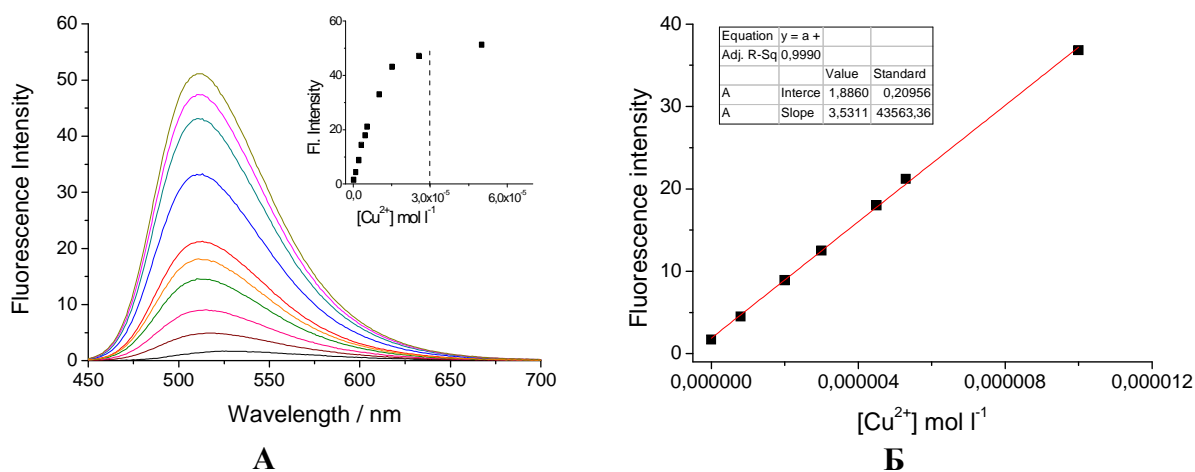 60
50
40
30
20
10
0
Fluorescence Intensity
450 500 550 600 650 700
Wavelength / nm
60
40
20
0
Fl. Intensity
0,0 3,0x10⁻⁵ 6,0x10⁻⁵
[Cu²⁺] mol l⁻¹
А
40
30
20
10
0
Fluorescence intensity
Equation y = a +
Adj. R-Sq 0,9990
Value Standard
A Interce 1,8860 0,20956
A Slope 3,5311 43563,36
0,000000 0,000004 0,000008 0,000012
[Cu²⁺] mol l⁻¹
Б